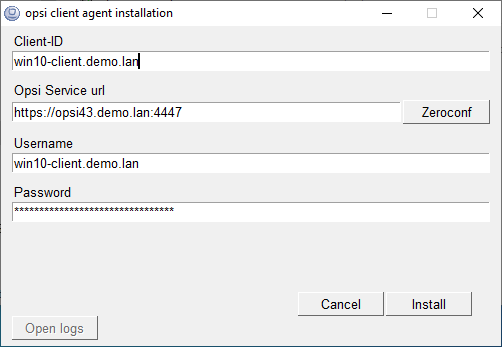 opsi client agent installation
Client-ID
win10-client.demo.lan
Opsi Service url
https://opsi43.demo.lan:4447
Zeroconf
Username
win10-client.demo.lan
Password
********************************
Cancel
Install
Open logs